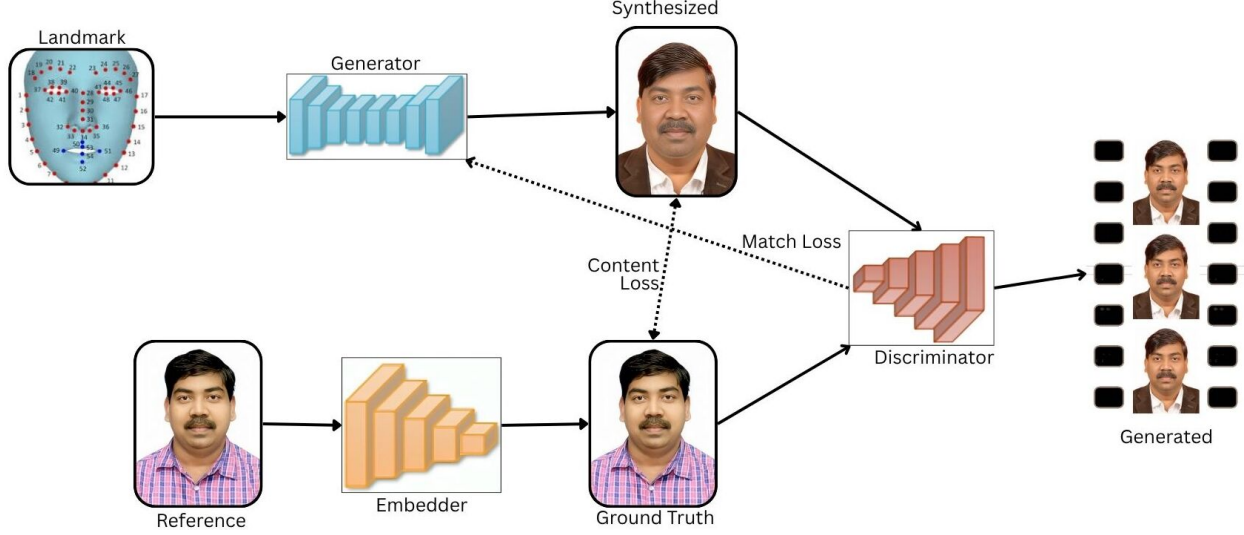 Landmark
Generator
Synthesized
Match Loss
Content
Loss
Discriminator
Generated
Reference
Embedder
Ground Truth